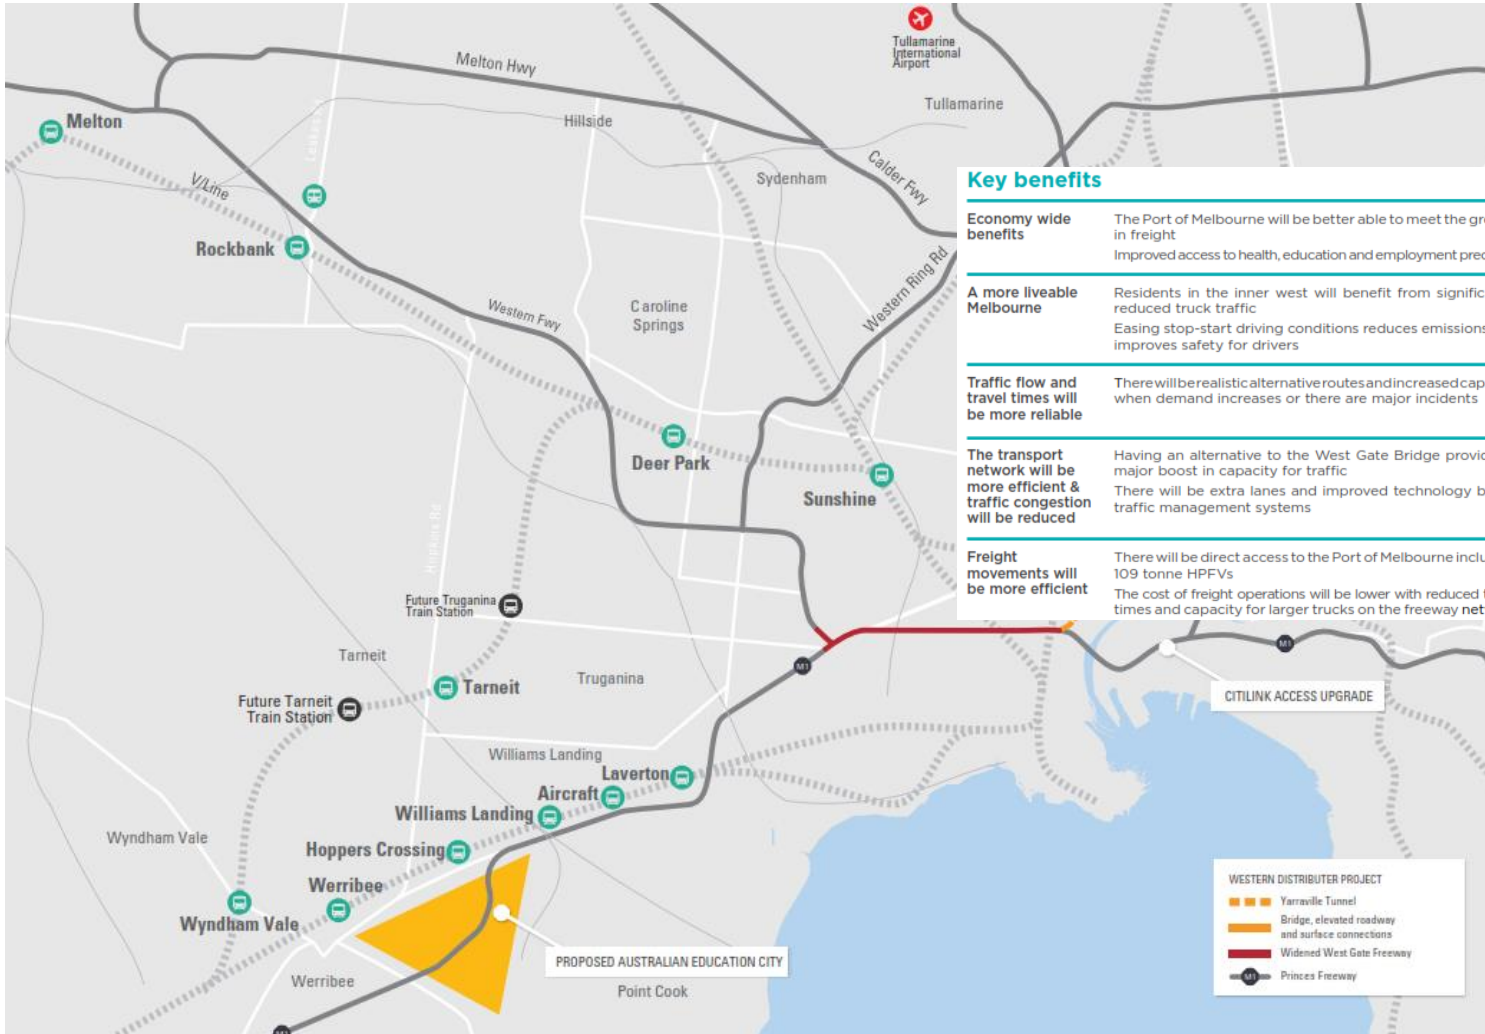 Tullamarine
International
Airport
Melton Hwy
Tullamarine
Melton
Hillside
Calder Fwy
Sydenham
V/Line
Rockbank
Western Ring Rd
Western Fwy
Caroline
Springs
Deer Park
Sunshine
Hopkins Rd
Future Truganina
Train Station
Tarneit
Tarneit
Truganina
Future Tarneit
Train Station
M1
M1
CITILINK ACCESS UPGRADE
Williams Landing
Laverton
Aircraft
Williams Landing
Wyndham Vale
Hoppers Crossing
Werribee
Wyndham Vale
PROPOSED AUSTRALIAN EDUCATION CITY
Werribee
Point Cook
M1
Key benefits
Economy wide
benefits
The Port of Melbourne will be better able to meet the gr
in freight
Improved access to health, education and employment prec
A more liveable
Melbourne
Residents in the inner west will benefit from signific
reduced truck traffic
Easing stop-start driving conditions reduces emissions
improves safety for drivers
Traffic flow and
travel times will
be more reliable
There will be realistic alternative routes and increased cap
when demand increases or there are major incidents
The transport
network will be
more efficient &
traffic congestion
will be reduced
Having an alternative to the West Gate Bridge provid
major boost in capacity for traffic
There will be extra lanes and improved technology b
traffic management systems
Freight
movements will
be more efficient
There will be direct access to the Port of Melbourne inclu
109 tonne HPFVs
The cost of freight operations will be lower with reduced t
times and capacity for larger trucks on the freeway net
WESTERN DISTRIBUTER PROJECT
Yarraville Tunnel
Bridge, elevated roadway
and surface connections
Widened West Gate Freeway
M1
Princes Freeway